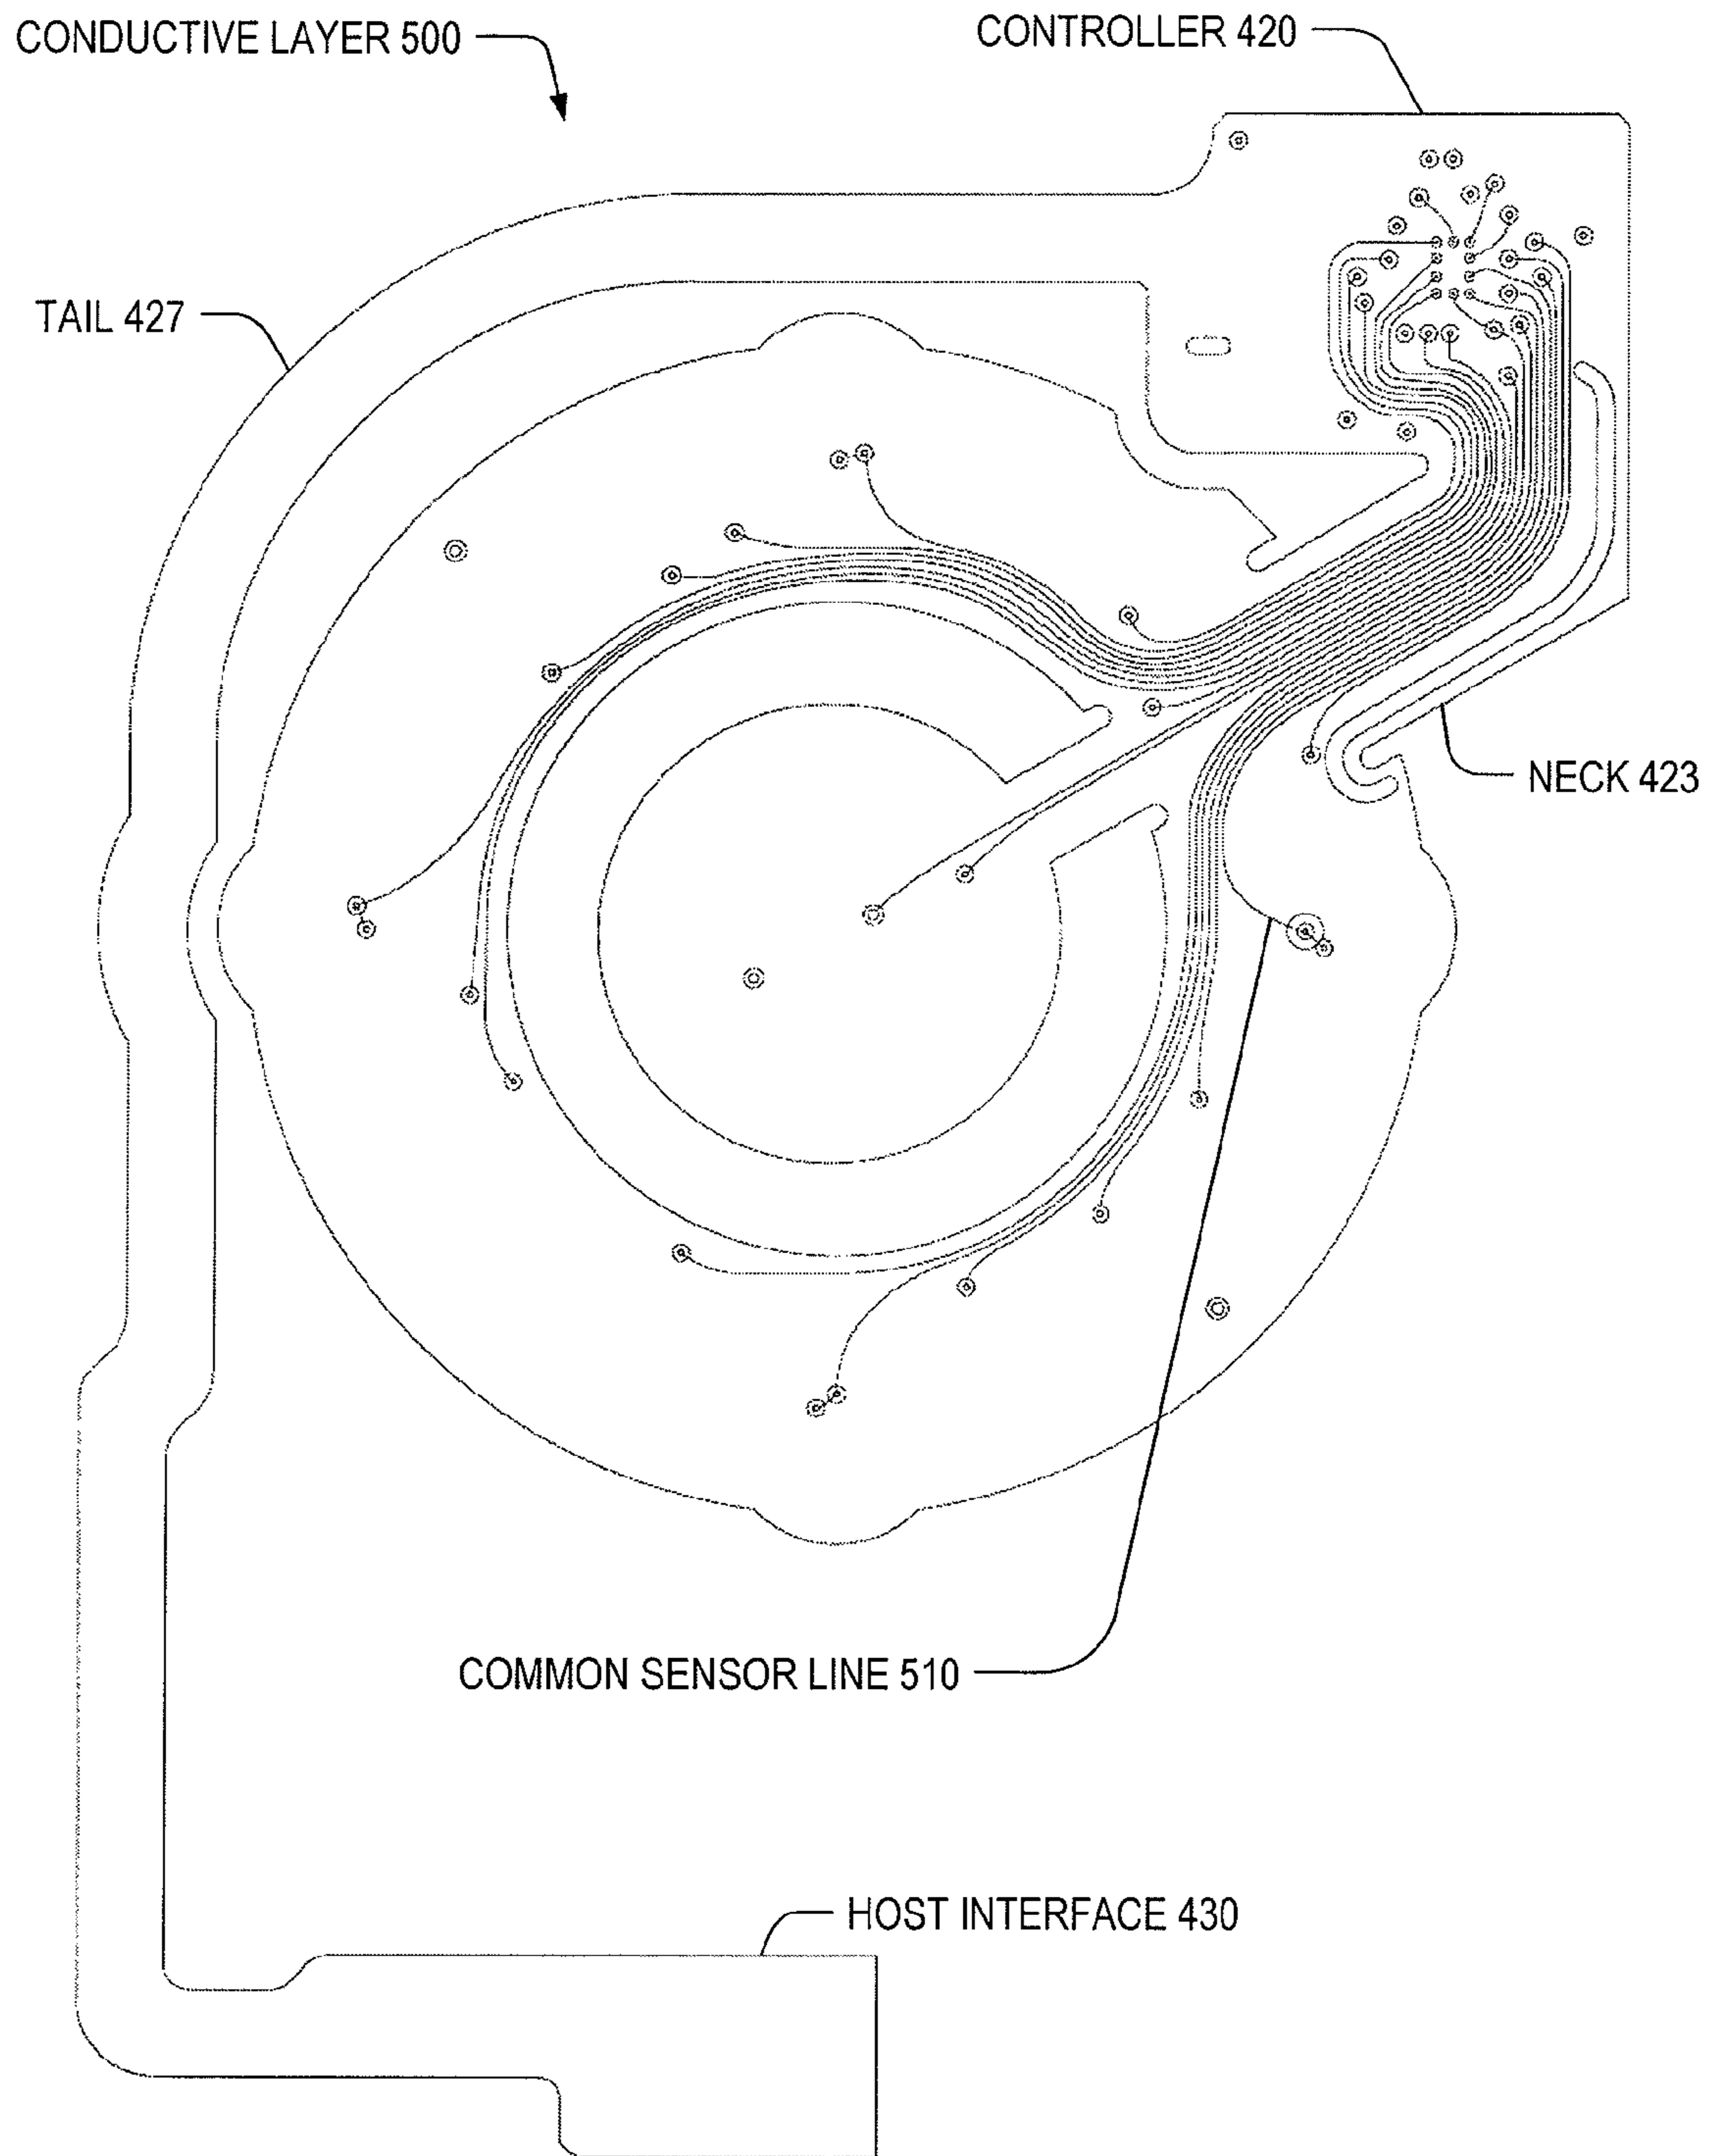 CONDUCTIVE LAYER 500
CONTROLLER 420
TAIL 427
NECK 423
COMMON SENSOR LINE 510
HOST INTERFACE 430